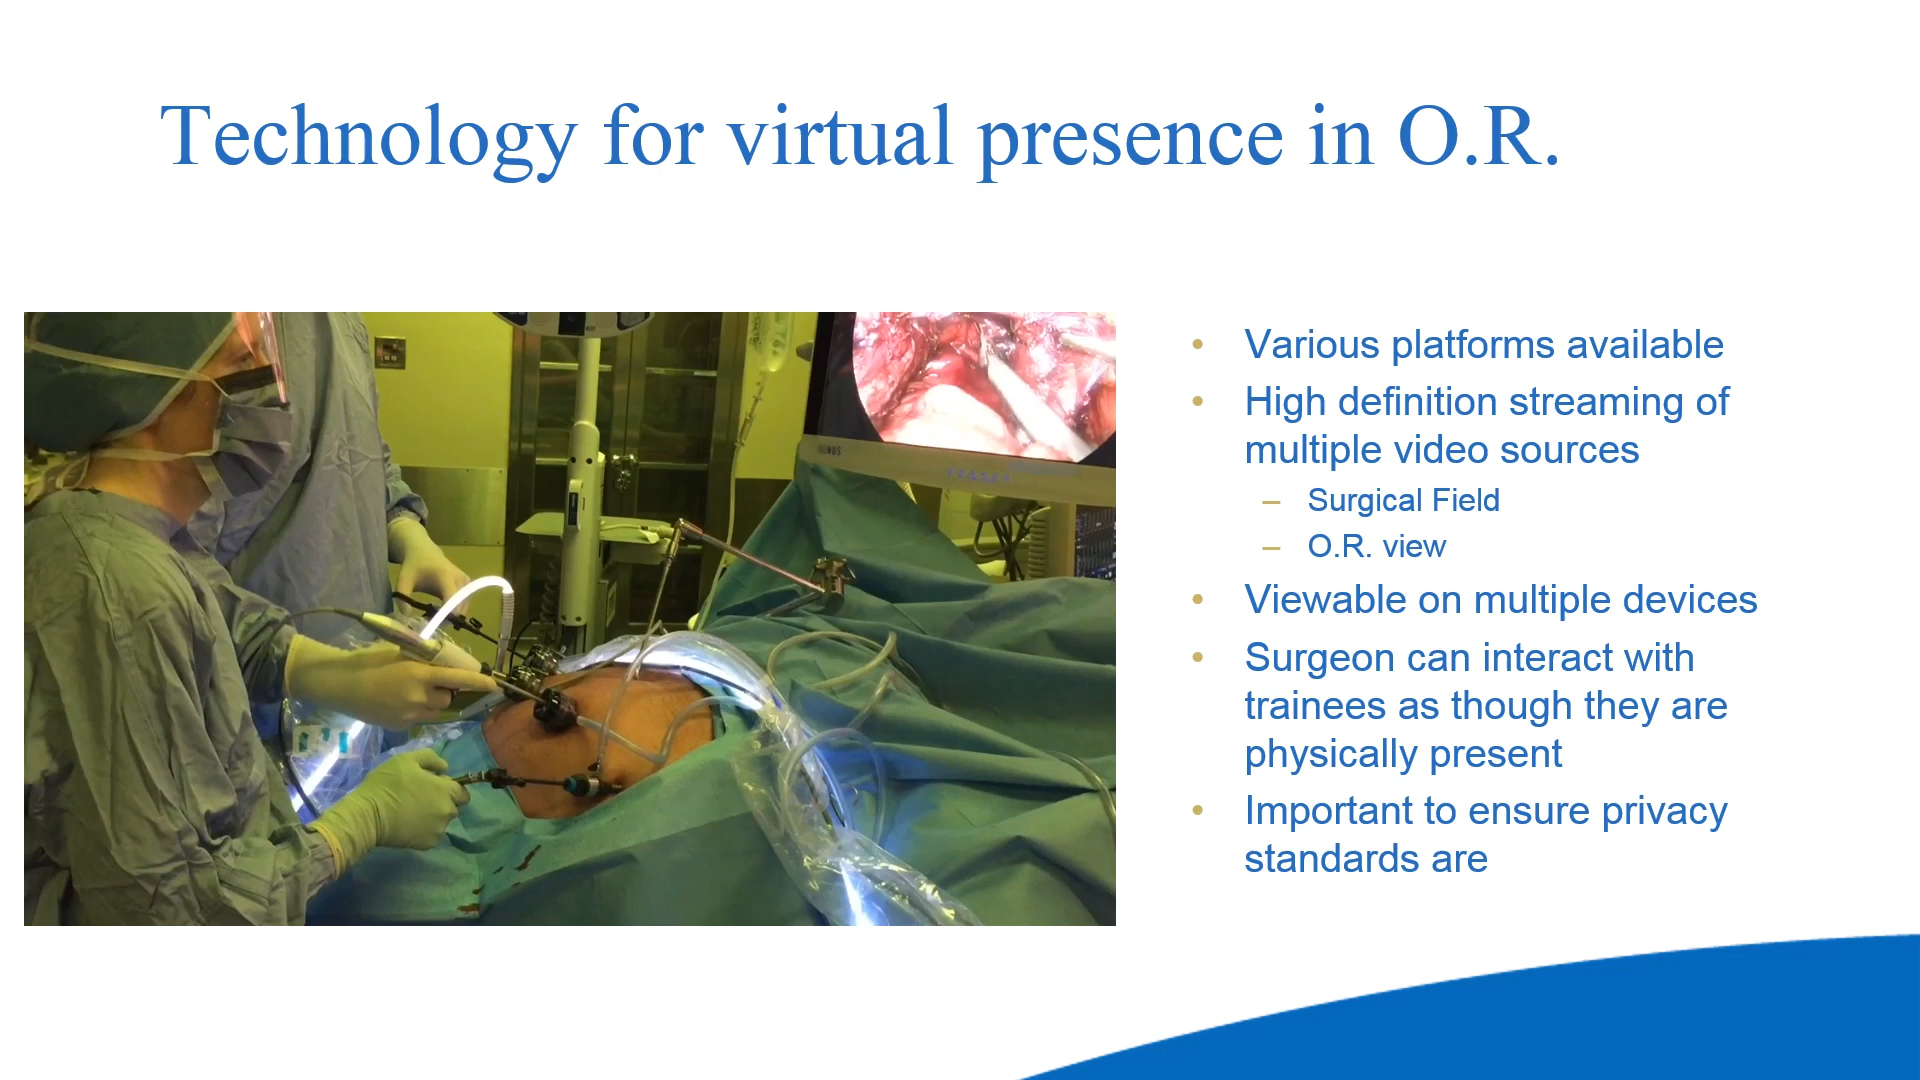 Technology for virtual presence in O.R.
• Various platforms available
• High definition streaming of
multiple video sources
– Surgical Field
– O.R. view
• Viewable on multiple devices
• Surgeon can interact with
trainees as though they are
physically present
• Important to ensure privacy
standards are
NDS